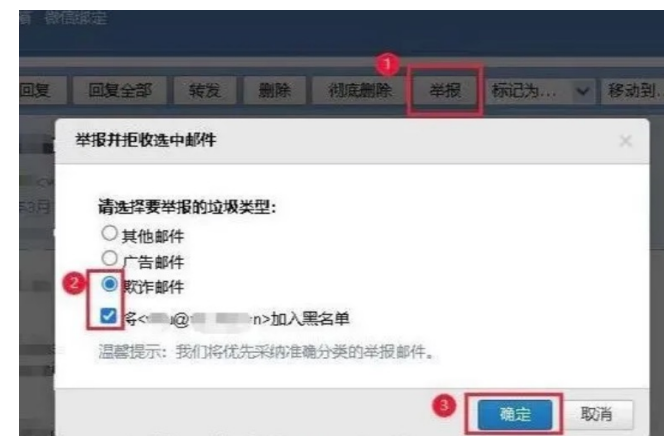 微信绑定
1
回复 回复全部 转发 删除 彻底删除 举报 标记为... 移动到...
举报并拒收选中邮件 ×
请选择要举报的垃圾类型：
其他邮件
广告邮件
2 欺诈邮件
将< u@ n>加入黑名单
温馨提示：我们将优先采纳准确分类的举报邮件。
3 确定 取消